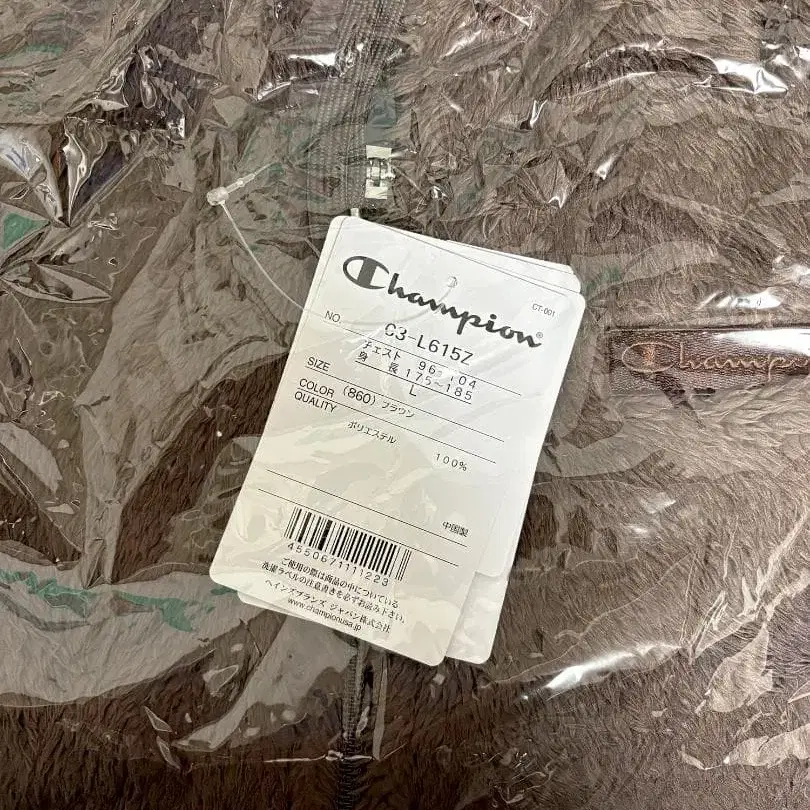 Champion®
CT-001
NO. C3-L615Z
チェスト 96~104
身 長 175~185
SIZE L
COLOR (860) ブラウン
QUALITY
ポリエステル 100%
中国製
4550671111223
ご使用の際は商品の中についている
洗濯ラベルの注意書きを必ずお読み下さい。
ヘインズブランズ ジャパン株式会社
www.championusa.jp
Champ